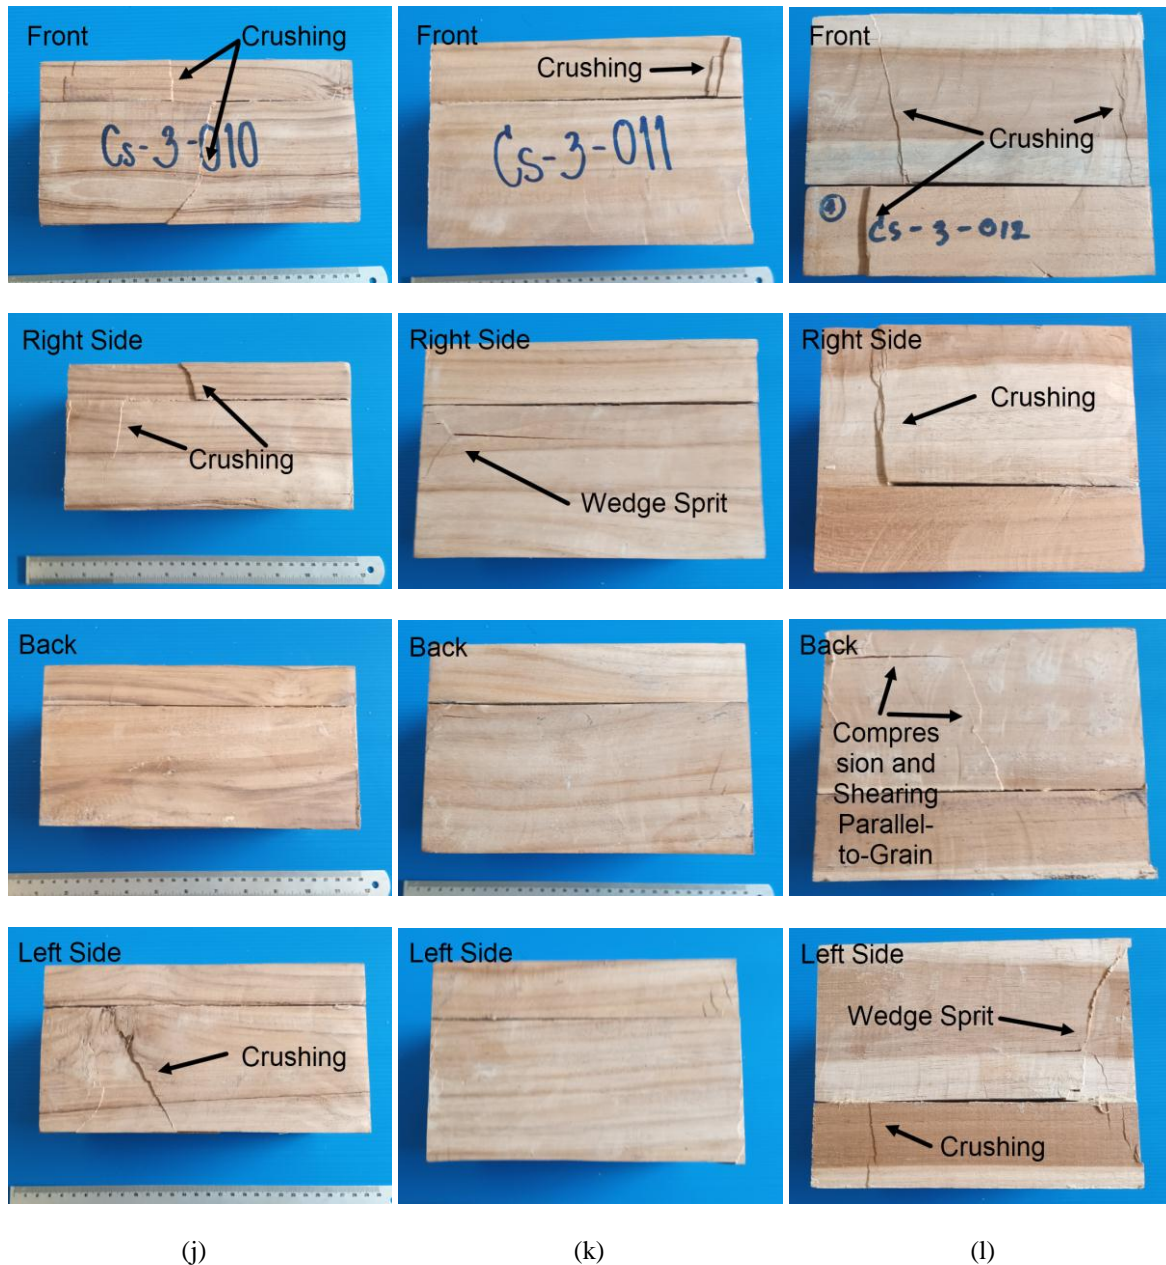 Front
Crushing
Cs-3-010
Front
Crushing
Cs-3-011
Front
Crushing
Cs-3-012
Right Side
Crushing
Right Side
Wedge Sprit
Right Side
Crushing
Back
Back
Back
Compres
sion and
Shearing
Parallel-
to-Grain
Left Side
Crushing
Left Side
Left Side
Wedge Sprit
Crushing
(j)
(k)
(l)